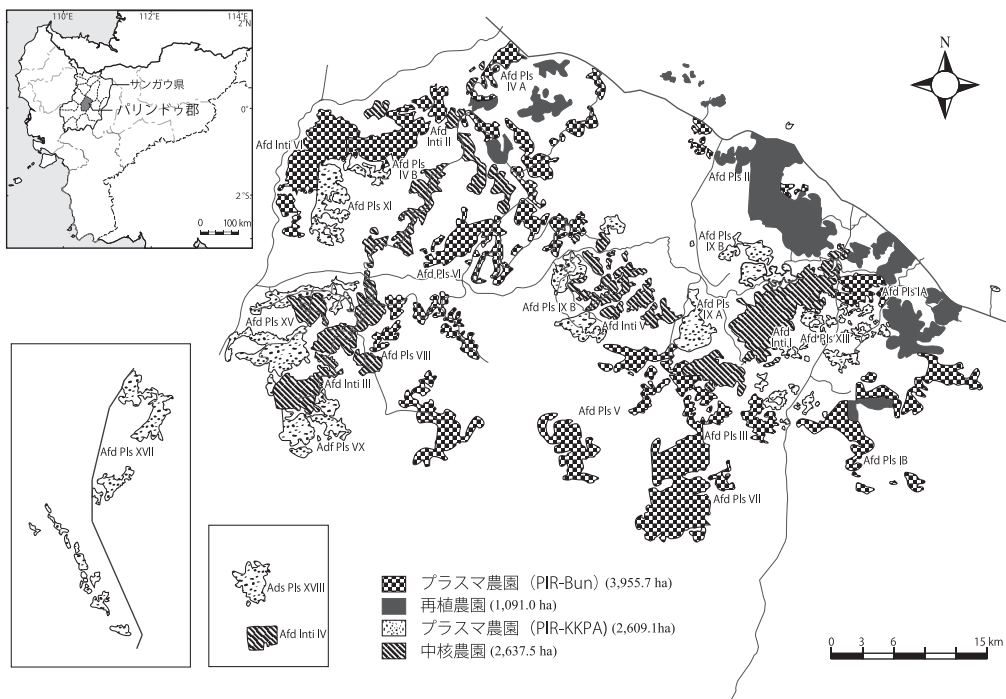 110°E
112°E
114°E
2°N
サンガウ県
0°
パリンドゥ郡
2°S
0 100 km
N
Afd Pls
IV A
Afd
Inti II
Afd Inti VI
Afd Pls
IV B
Afd Pls XI
Afd Pls II
Afd Pls
IX B
Afd Pls VI
Afd Pls IA
Afd Pls IX B
Afd Pls
IX A
Afd Inti V
Afd
Inti I
Afd Pls XIII
Afd Pls XV
Afd Pls VIII
Afd Inti III
Afd Pls V
Afd Pls III
Adf Pls VX
Afd Pls XVII
Afd Pls IB
Afd Pls VII
Ads Pls XVIII
Afd Inti IV
プラスマ農園（PIR-Bun）(3,955.7 ha)
再植農園 (1,091.0 ha)
プラスマ農園（PIR-KKPA) (2,609.1ha)
中核農園 (2,637.5 ha)
0 3 6 15 km